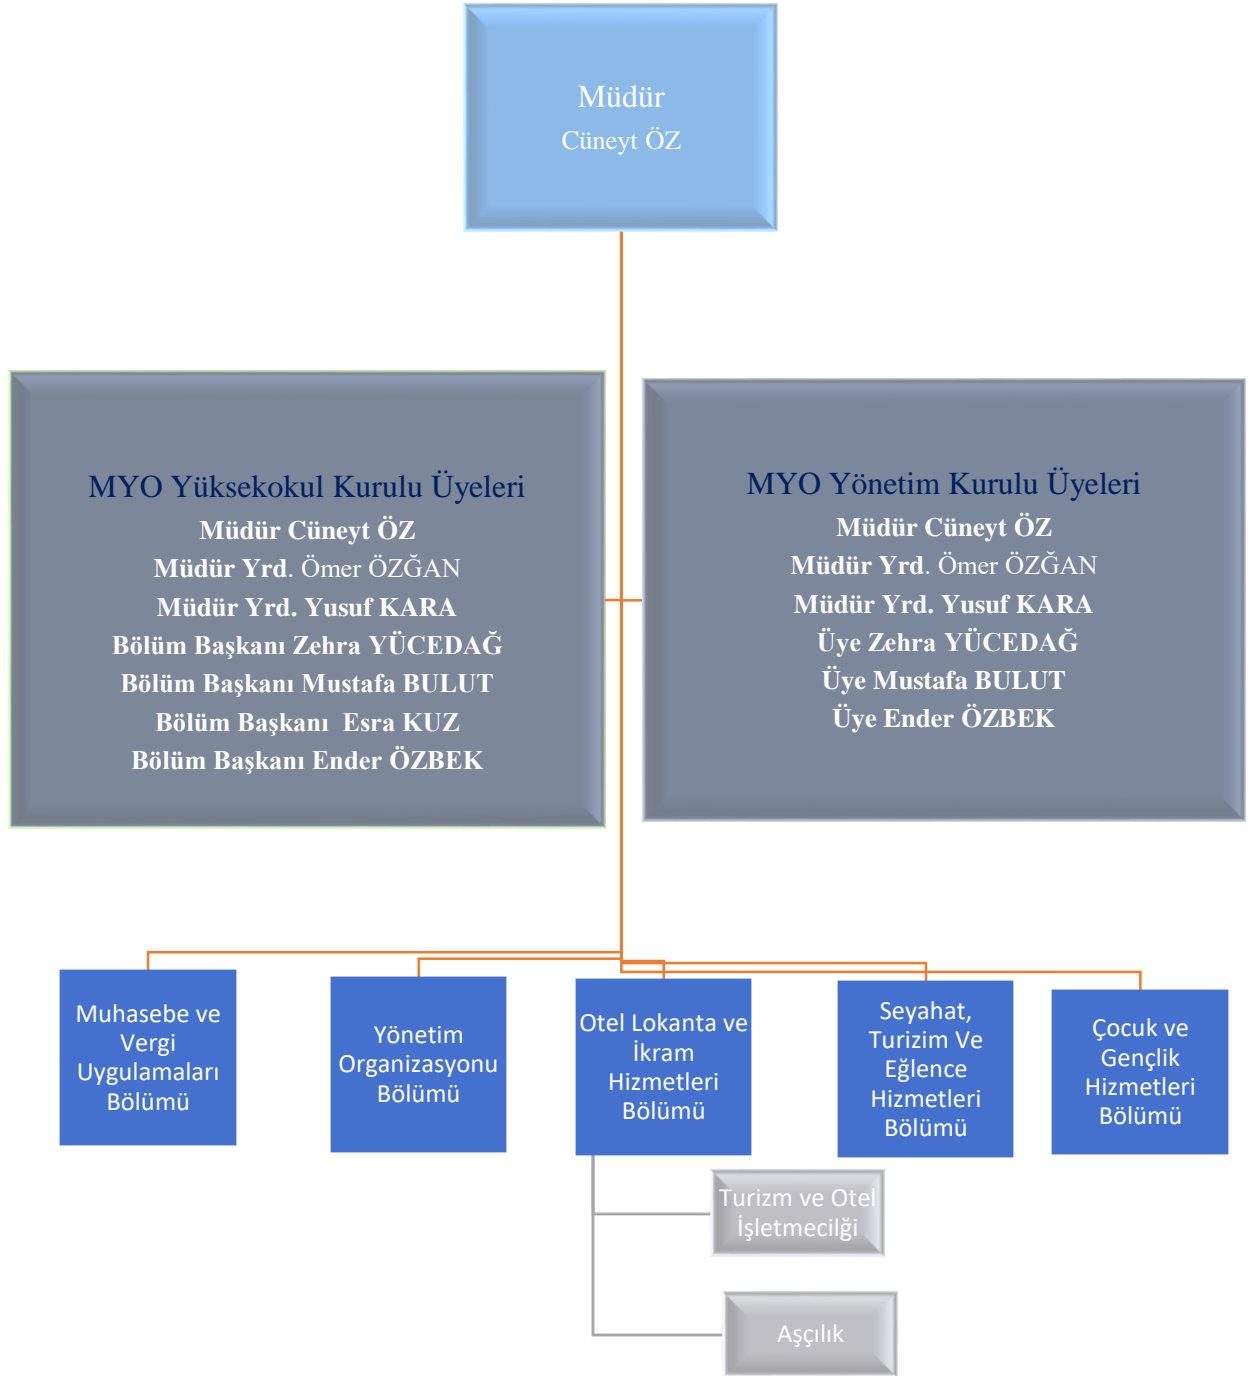 Müdür
Cüneyt ÖZ
MYO Yüksekokul Kurulu Üyeleri
Müdür Cüneyt ÖZ
Müdür Yrd. Ömer ÖZĞAN
Müdür Yrd. Yusuf KARA
Bölüm Başkanı Zehra YÜCEDAĞ
Bölüm Başkanı Mustafa BULUT
Bölüm Başkanı  Esra KUZ
Bölüm Başkanı Ender ÖZBEK
MYO Yönetim Kurulu Üyeleri
Müdür Cüneyt ÖZ
Müdür Yrd. Ömer ÖZĞAN
Müdür Yrd. Yusuf KARA
Üye Zehra YÜCEDAĞ
Üye Mustafa BULUT
Üye Ender ÖZBEK
Muhasebe ve
Vergi
Uygulamaları
Bölümü
Yönetim
Organizasyonu
Bölümü
Otel Lokanta ve
İkram
Hizmetleri
Bölümü
Seyahat,
Turizim Ve
Eğlence
Hizmetleri
Bölümü
Çocuk ve
Gençlik
Hizmetleri
Bölümü
Turizm ve Otel
İşletmecilği
Aşçılık